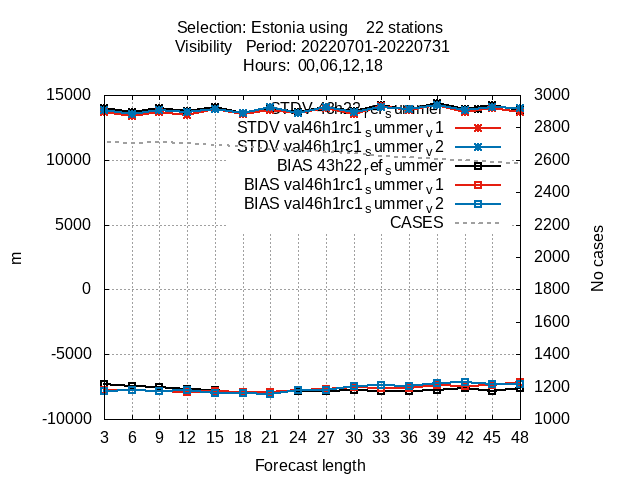 Selection: Estonia using 22 stations
Visibility Period: 20220701-20220731
Hours: 00,06,12,18
15000
10000
5000
0
-5000
-10000
m
3000
2800
2600
2400
2200
2000
1800
1600
1400
1200
1000
No cases
STDV 43h22_ref_summer
STDV val46h1rc1_summer_v1
STDV val46h1rc1_summer_v2
BIAS 43h22_ref_summer
BIAS val46h1rc1_summer_v1
BIAS val46h1rc1_summer_v2
CASES
3 6 9 12 15 18 21 24 27 30 33 36 39 42 45 48
Forecast length